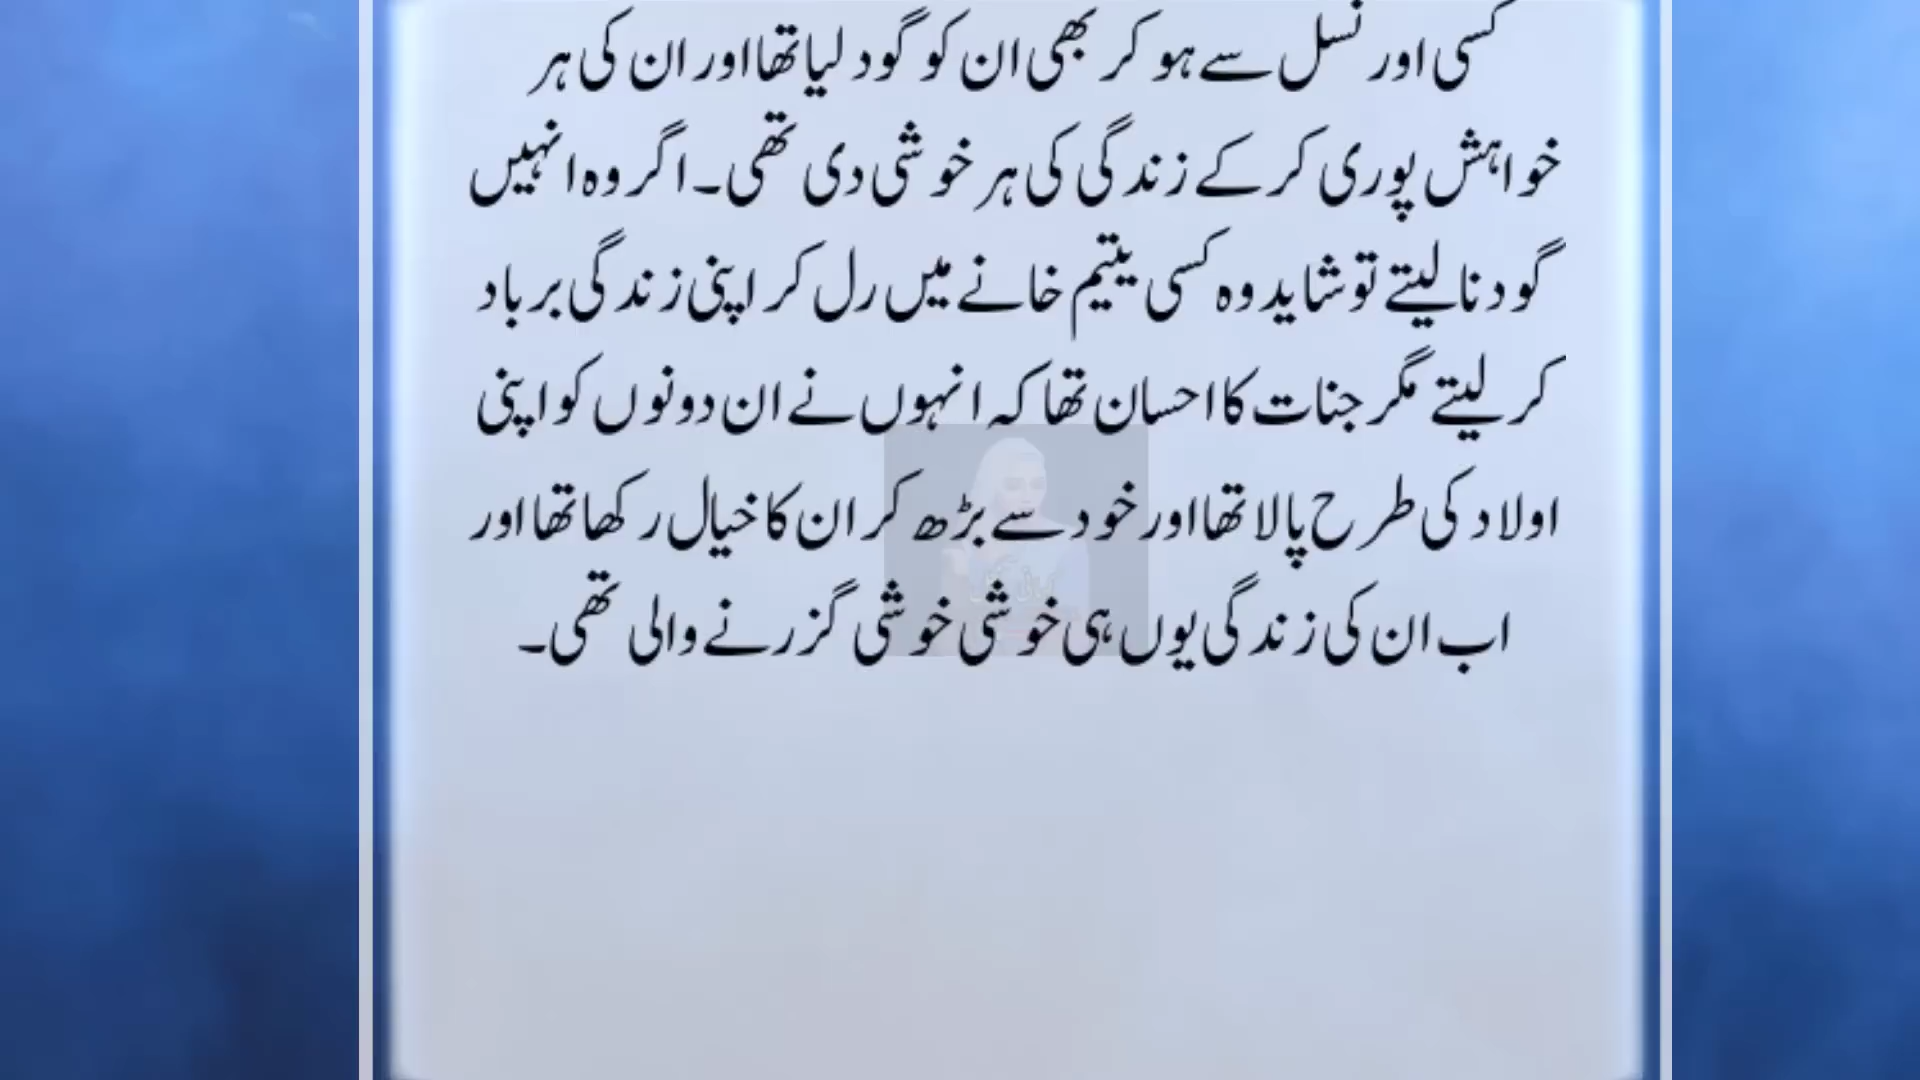 کسی اور نسل سے ہو کر بھی ان کو گود لیا تھا اور ان کی ہر
خواہش پوری کر کے زندگی کی ہر خوشی دی تھی۔ اگر وہ انہیں
گود نا لیتے تو شاید وہ کسی یتیم خانے میں رل کر اپنی زندگی برباد
کر لیتے مگر جنات کا احسان تھا کہ انہوں نے ان دونوں کو اپنی
اولاد کی طرح پالا تھا اور خود سے بڑھ کر ان کا خیال رکھا تھا اور
اب ان کی زندگی یوں ہی خوشی خوشی گزرنے والی تھی۔